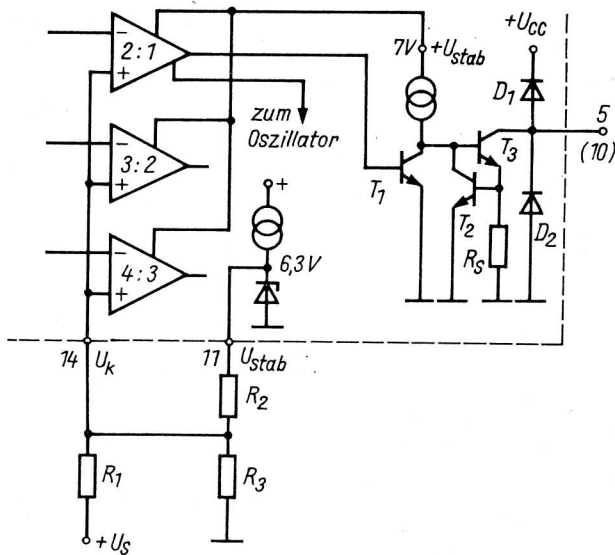 +U_CC
2:1
7V
+U_stab
D_1
5
(10)
zum
Oszillator
T_3
3:2
T_1
T_2
+
D_2
R_S
4:3
6,3V
14
U_k
11
U_stab
R_2
R_1
R_3
+U_S